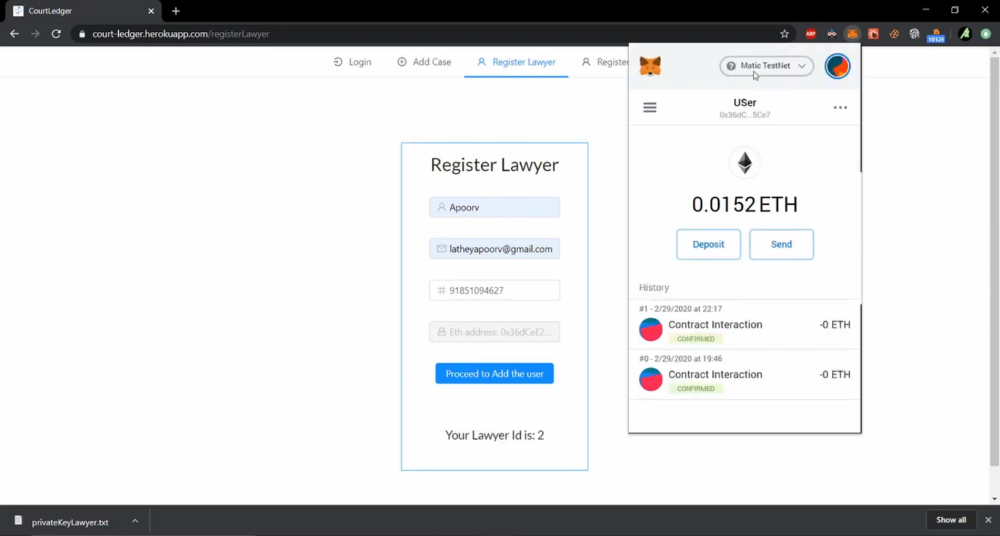 CourtLedger
court-ledger.herokuapp.com/registerLawyer
ABP
1012
Login
Add Case
Register Lawyer
Register
Matic TestNet
USer
0x36dC...5Ce7
0.0152 ETH
Deposit
Send
History
#1 - 2/29/2020 at 22:17
Contract Interaction
-0 ETH
CONFIRMED
#0 - 2/29/2020 at 19:46
Contract Interaction
-0 ETH
CONFIRMED
Register Lawyer
Apoorv
latheyapoorv@gmail.com
91851094627
Eth address: 0x36dCeE2...
Proceed to Add the user
Your Lawyer Id is: 2
privateKeyLawyer.txt
Show all